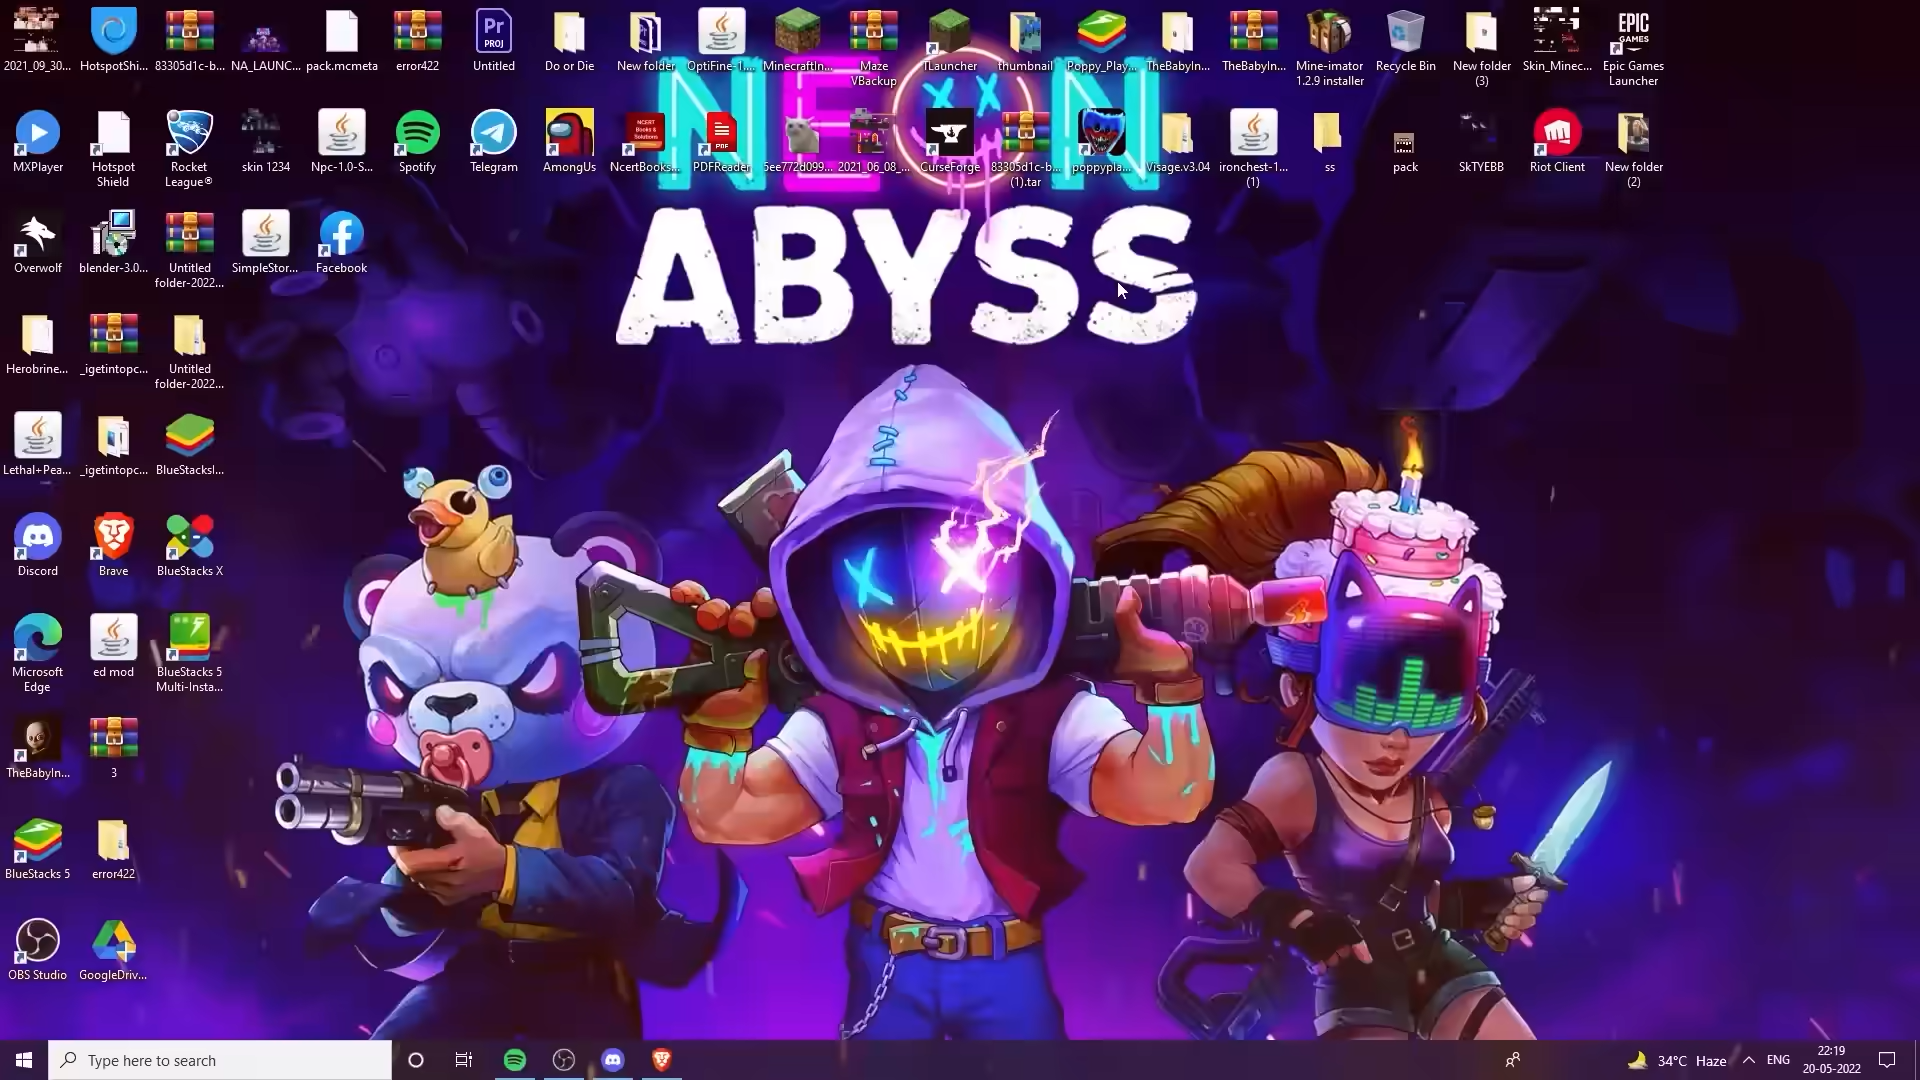 2021_09_30...
HotspotShi...
83305d1c-b...
NA_LAUNC...
pack.mcmeta
error422
Pr
PROJ
Untitled
Do or Die
New folder
OptiFine-1....
MinecraftIn...
Maze
VBackup
TLauncher
thumbnail
Poppy_Play...
TheBabyIn...
TheBabyIn...
Mine-imator
1.2.9 installer
Recycle Bin
New folder
(3)
Skin_Minec...
EPIC
GAMES
Epic Games
Launcher
MXPlayer
Hotspot
Shield
Rocket
League®
skin 1234
Npc-1.0-S...
Spotify
Telegram
AmongUs
NCERT
Books &
Solutions
NcertBooks...
PDF
PDFReader
5ee772d099...
2021_06_08_...
CurseForge
83305d1c-b...
(1).tar
poppypla...
Visage.v3.04
ironchest-1...
(1)
ss
pack
SkTYEBB
Riot Client
New folder
(2)
NEON
ABYSS
Overwolf
blender-3.0...
Untitled
folder-2022...
SimpleStor...
Facebook
Herobrine...
_igetintopc...
Untitled
folder-2022...
Lethal+Pea...
_igetintopc...
BlueStacksI...
Discord
Brave
BlueStacks X
Microsoft
Edge
ed mod
BlueStacks 5
Multi-Insta...
TheBabyIn...
3
BlueStacks 5
error422
OBS Studio
GoogleDriv...
Type here to search
34°C Haze
ENG
22:19
20-05-2022